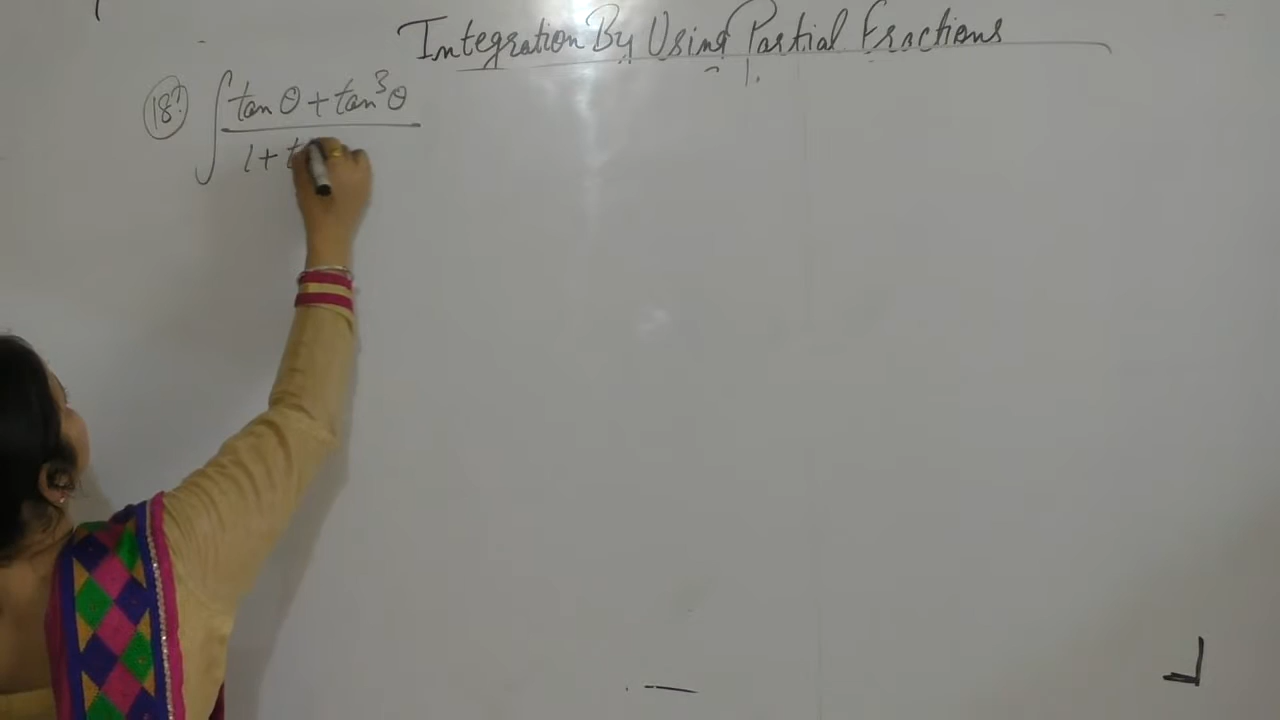 Integration By Using Partial Fractions
18? ∫ tan θ + tan³θ
1 + t